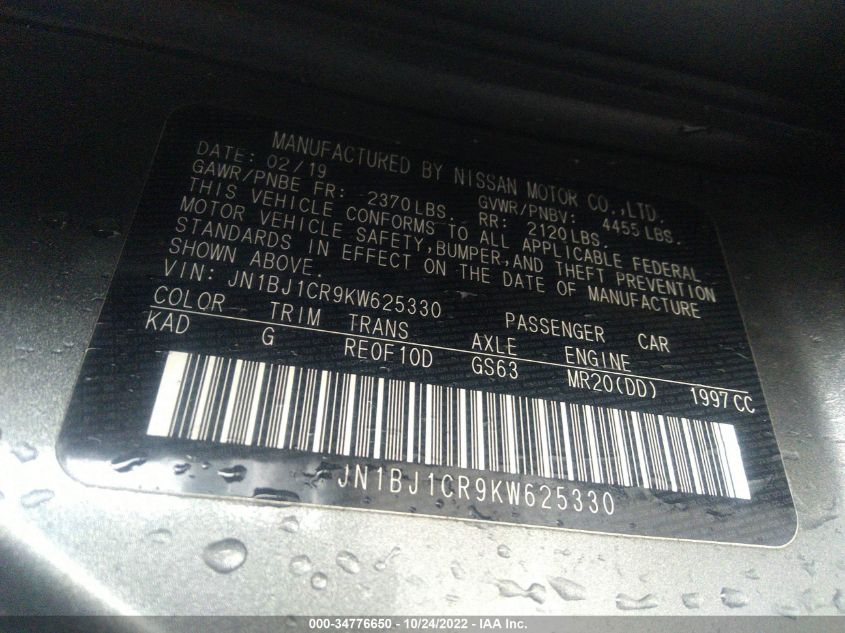 MANUFACTURED BY NISSAN MOTOR CO.,LTD.
DATE: 02/19 GVWR/PNBV: 4455LBS.
GAWR/PNBE FR: 2370LBS. RR: 2120LBS.
THIS VEHICLE CONFORMS TO ALL APPLICABLE FEDERAL
MOTOR VEHICLE SAFETY,BUMPER,AND THEFT PREVENTION
STANDARDS IN EFFECT ON THE DATE OF MANUFACTURE
SHOWN ABOVE.
VIN: JN1BJ1CR9KW625330 PASSENGER CAR
COLOR TRIM TRANS AXLE ENGINE
KAD G RE0F10D GS63 MR20(DD) 1997CC
JN1BJ1CR9KW625330
000-34776650 - 10/24/2022 - IAA Inc.